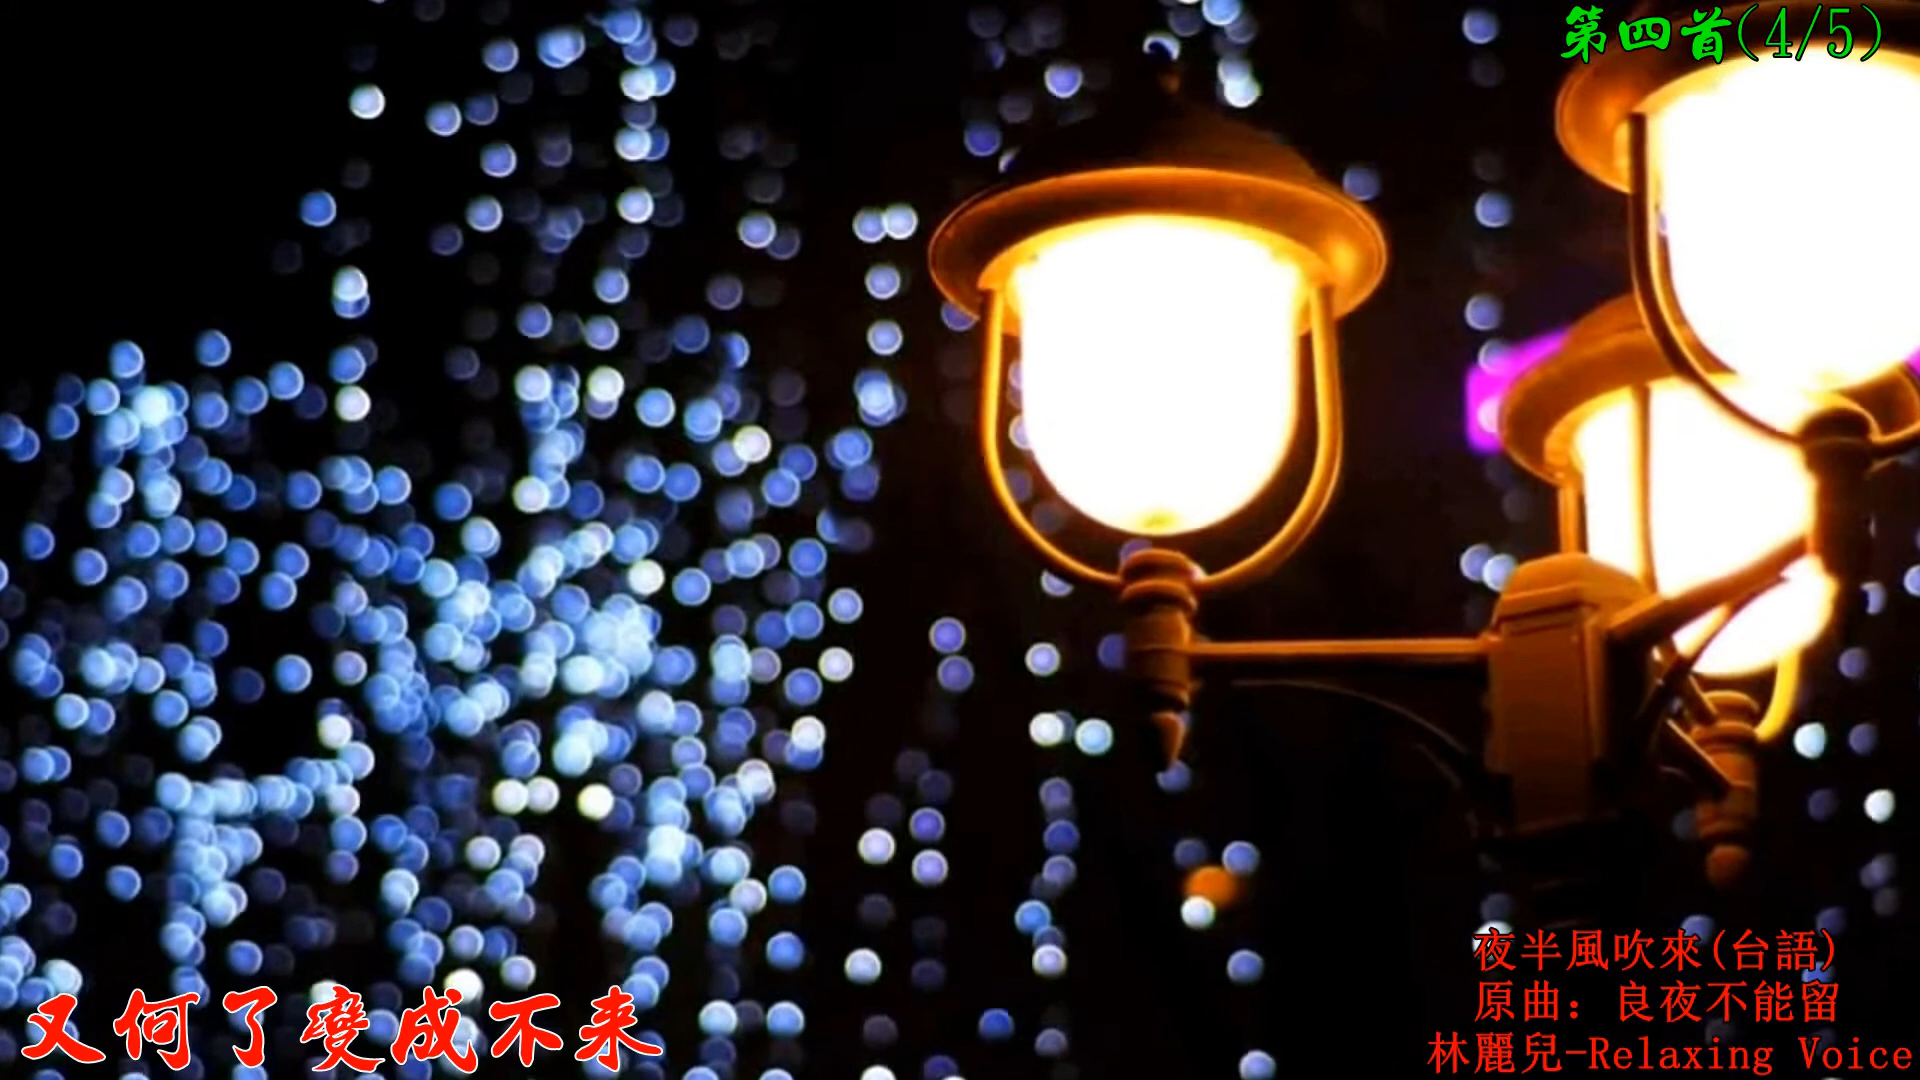 第四首(4/5)
夜半風吹來(台語)
原曲：良夜不能留
林麗兒-Relaxing Voice
又何了變成不来